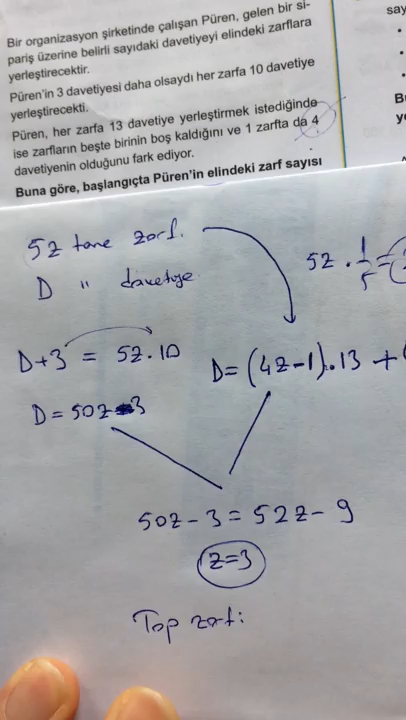 Bir organizasyon şirketinde çalışan Püren, gelen bir si-
pariş üzerine belirli sayıdaki davetiyeyi elindeki zarflara
yerleştirecektir.
Püren'in 3 davetiyesi daha olsaydı her zarfa 10 davetiye
yerleştirecekti.
Püren, her zarfa 13 davetiye yerleştirmek istediğinde
ise zarfların beşte birinin boş kaldığını ve 1 zarfta da 4
davetiyenin olduğunu fark ediyor.
Buna göre, başlangıçta Püren'in elindeki zarf sayısı
say
5z tane zarf.
D " davetiye
5z . 1/5 =
D+3 = 5z.10
D = (4z-1).13 +
D = 50z-3
50z - 3 = 52z - 9
z=3
Top zarf: